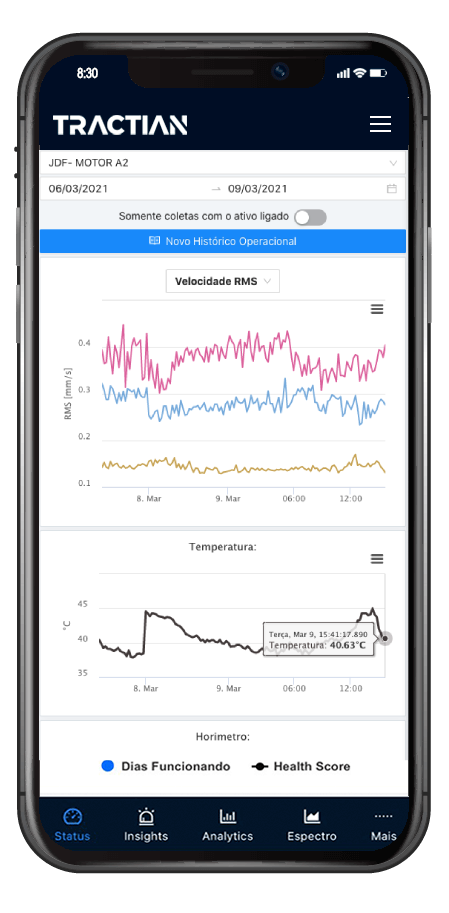 8:30
TRACTIAN
JDF- MOTOR A2
06/03/2021 → 09/03/2021
Somente coletas com o ativo ligado
Novo Histórico Operacional
Velocidade RMS
RMS [mm/s]
0.4
0.3
0.2
0.1
8. Mar 9. Mar 06:00 12:00
Temperatura:
°C
45
40
35
Terça, Mar 9, 15:41:17.890
Temperatura: 40.63°C
8. Mar 9. Mar 06:00 12:00
Horimetro:
Dias Funcionando Health Score
Status Insights Analytics Espectro Mais